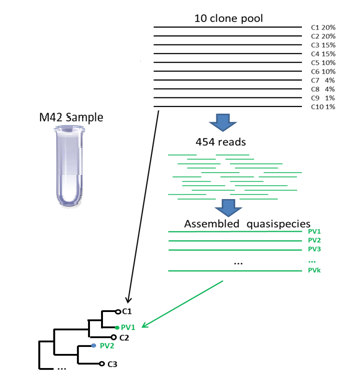 10 clone pool
C1 20%
C2 20%
C3 15%
C4 15%
C5 10%
C6 10%
C7 4%
C8 4%
C9 1%
C10 1%
M42 Sample
454 reads
Assembled quasispecies
PV1
PV2
PV3
... ...
PVk
C1
PV1
C2
PV2
C3
...